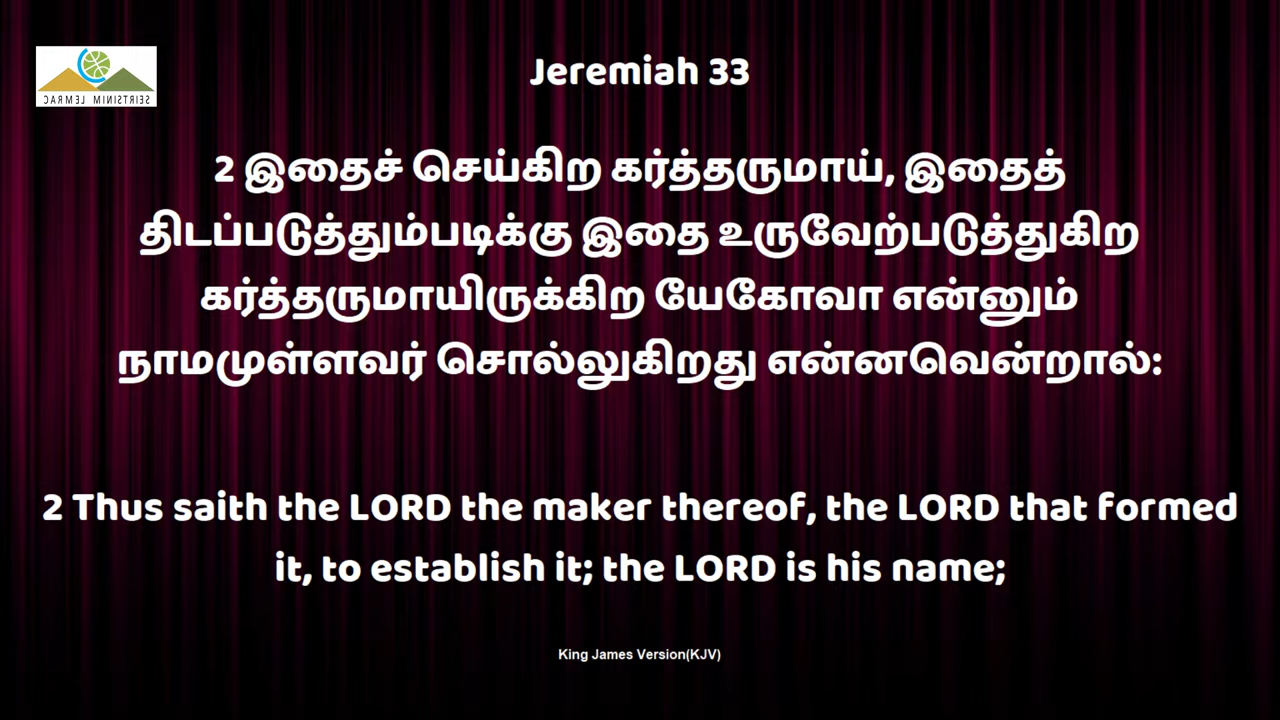 CARMEL MINISTRIES
Jeremiah 33
2 இதைச் செய்கிற கர்த்தருமாய், இதைத்
திடப்படுத்தும்படிக்கு இதை உருவேற்படுத்துகிற
கர்த்தருமாயிருக்கிற யேகோவா என்னும்
நாமமுள்ளவர் சொல்லுகிறது என்னவென்றால்:
2 Thus saith the LORD the maker thereof, the LORD that formed
it, to establish it; the LORD is his name;
King James Version(KJV)